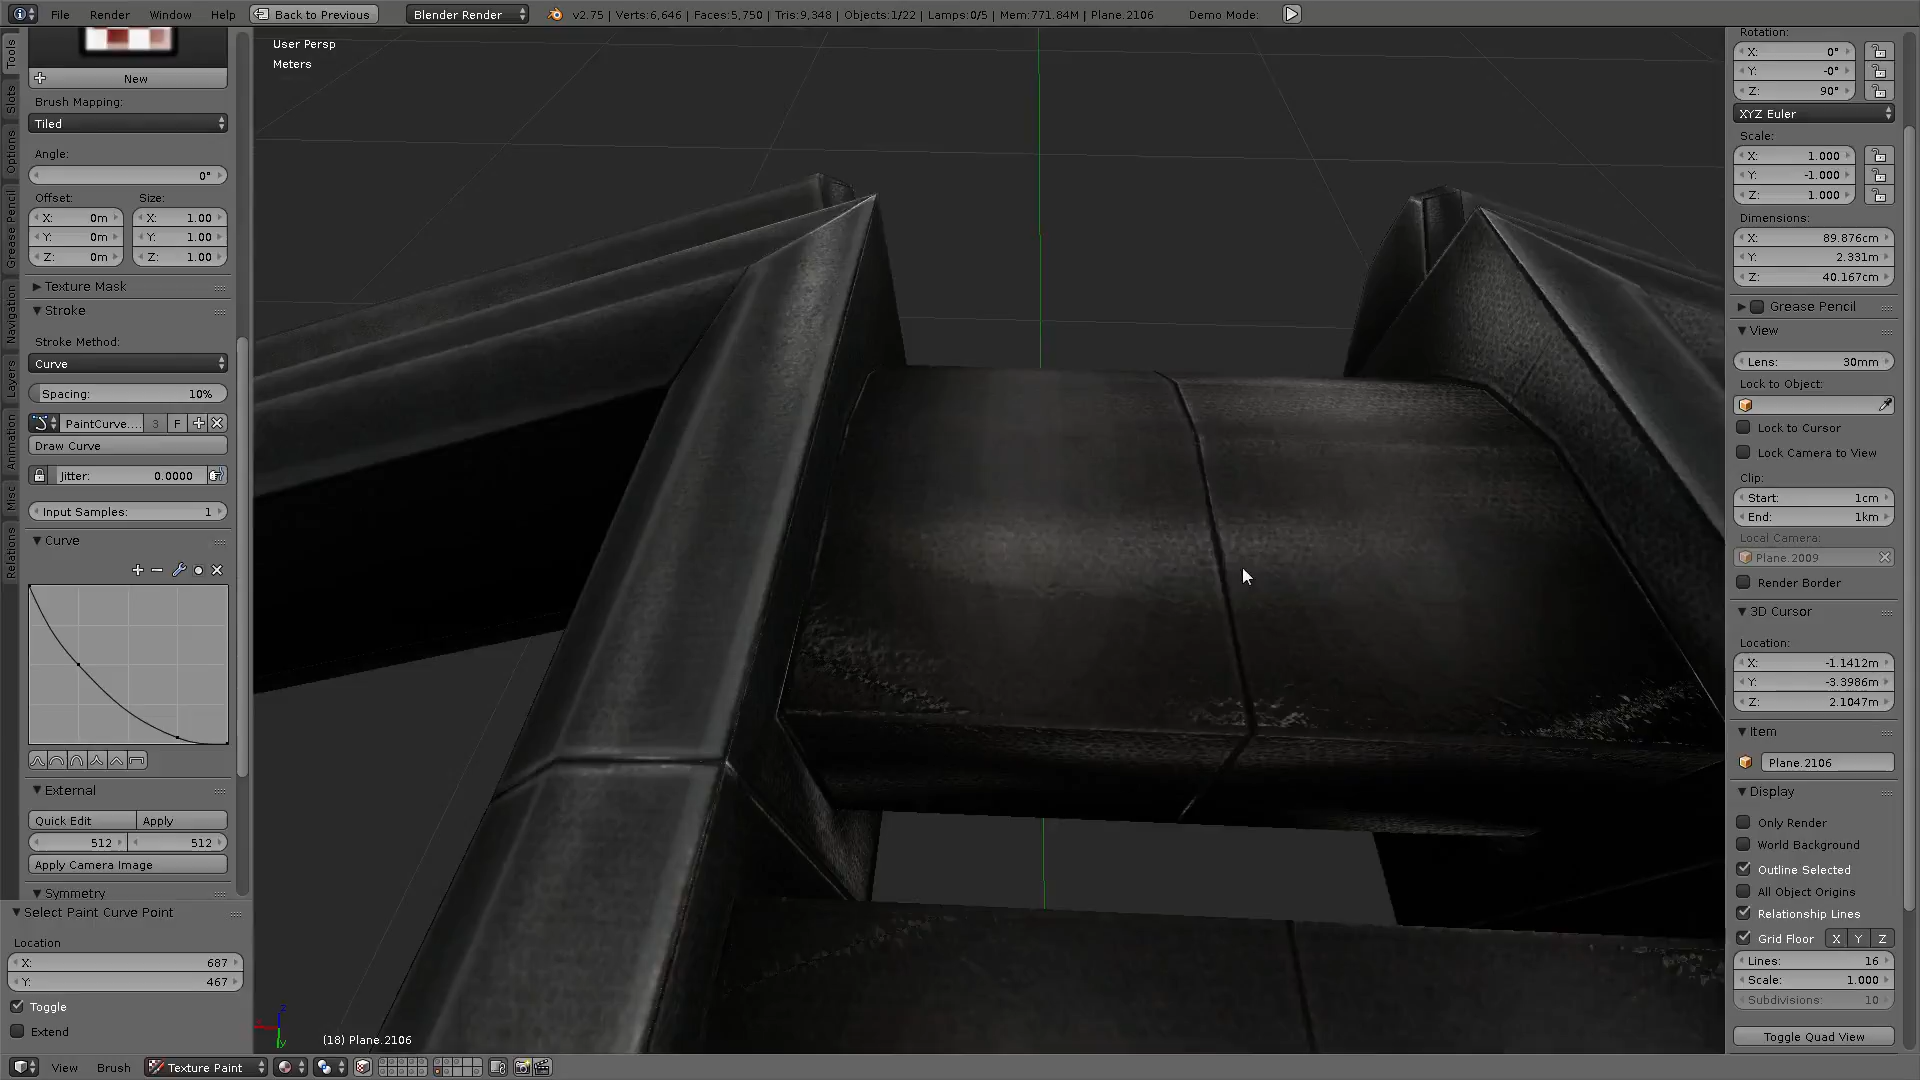 File Render Window Help Back to Previous Blender Render v2.75 | Verts:6,646 | Faces:5,750 | Tris:9,348 | Objects:1/22 | Lamps:0/5 | Mem:771.84M | Plane.2106 Demo Mode:
Tools
Slots
Options
Grease Pencil
Navigation
Layers
Animation
Misc
Relations
New
Brush Mapping:
Tiled
Angle:
0°
Offset: Size:
X: 0m X: 1.00
Y: 0m Y: 1.00
Z: 0m Z: 1.00
Texture Mask
Stroke
Stroke Method:
Curve
Spacing: 10%
PaintCurve.... 3 F
Draw Curve
Jitter: 0.0000
Input Samples: 1
Curve
External
Quick Edit Apply
512 512
Apply Camera Image
Symmetry
Select Paint Curve Point
Location
X: 687
Y: 467
Toggle
Extend
User Persp
Meters
(18) Plane.2106
z
y
View Brush Texture Paint
Rotation:
X: 0°
Y: -0°
Z: 90°
XYZ Euler
Scale:
X: 1.000
Y: -1.000
Z: 1.000
Dimensions:
X: 89.876cm
Y: 2.331m
Z: 40.167cm
Grease Pencil
View
Lens: 30mm
Lock to Object:
Lock to Cursor
Lock Camera to View
Clip:
Start: 1cm
End: 1km
Local Camera:
Plane.2009
Render Border
3D Cursor
Location:
X: -1.1412m
Y: -3.3986m
Z: 2.1047m
Item
Plane.2106
Display
Only Render
World Background
Outline Selected
All Object Origins
Relationship Lines
Grid Floor X Y Z
Lines: 16
Scale: 1.000
Subdivisions: 10
Toggle Quad View